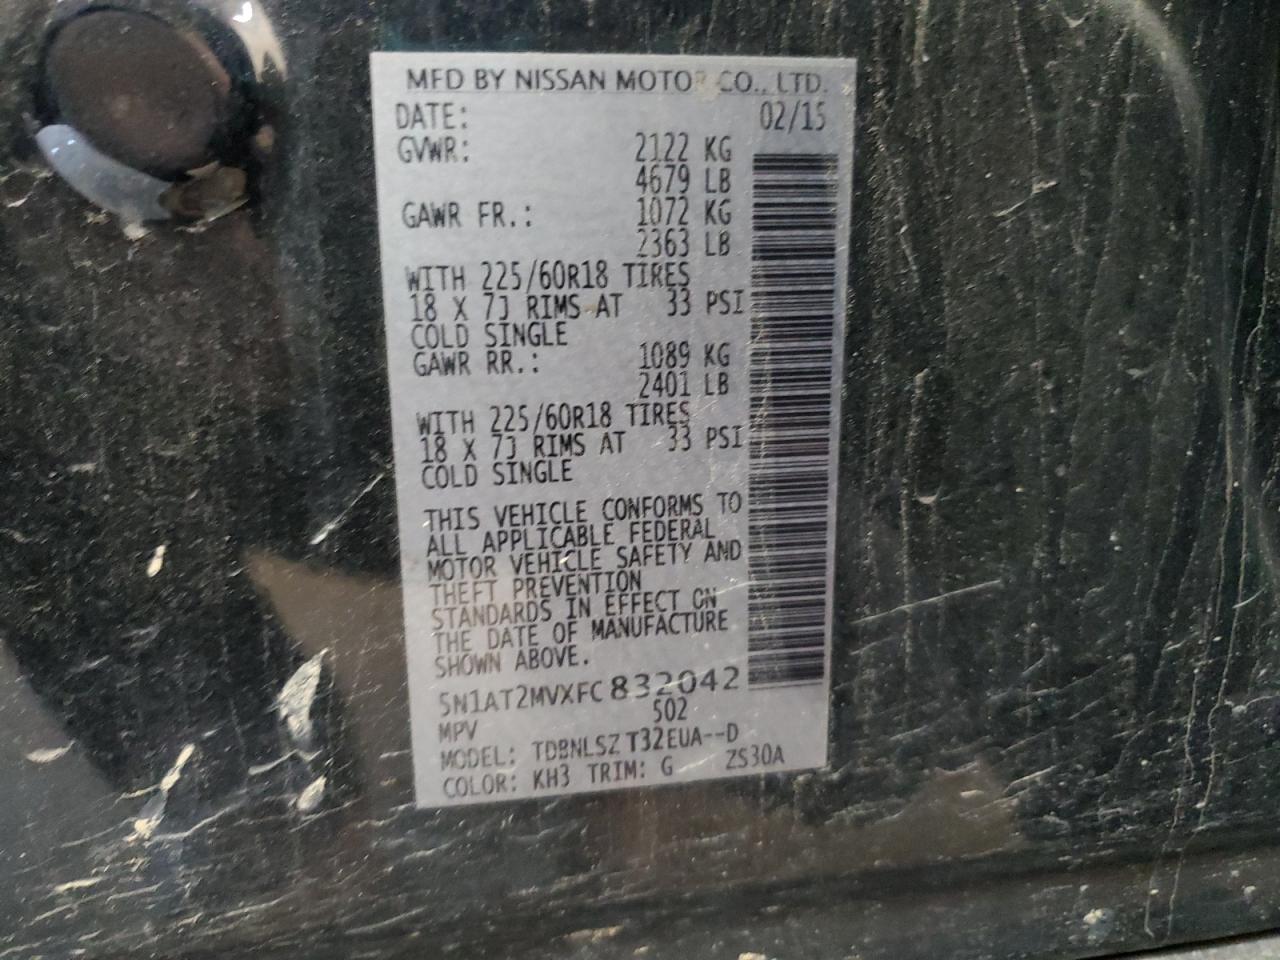 MFD BY NISSAN MOTOR CO., LTD.
DATE: 02/15
GVWR: 2122 KG
4679 LB
GAWR FR.: 1072 KG
2363 LB
WITH 225/60R18 TIRES
18 X 7J RIMS AT 33 PSI
COLD SINGLE
GAWR RR.: 1089 KG
2401 LB
WITH 225/60R18 TIRES
18 X 7J RIMS AT 33 PSI
COLD SINGLE
THIS VEHICLE CONFORMS TO
ALL APPLICABLE FEDERAL
MOTOR VEHICLE SAFETY AND
THEFT PREVENTION
STANDARDS IN EFFECT ON
THE DATE OF MANUFACTURE
SHOWN ABOVE.
5N1AT2MVXFC832042
MPV 502
MODEL: TDBNLSZ T32EUA--D
COLOR: KH3 TRIM: G ZS30A